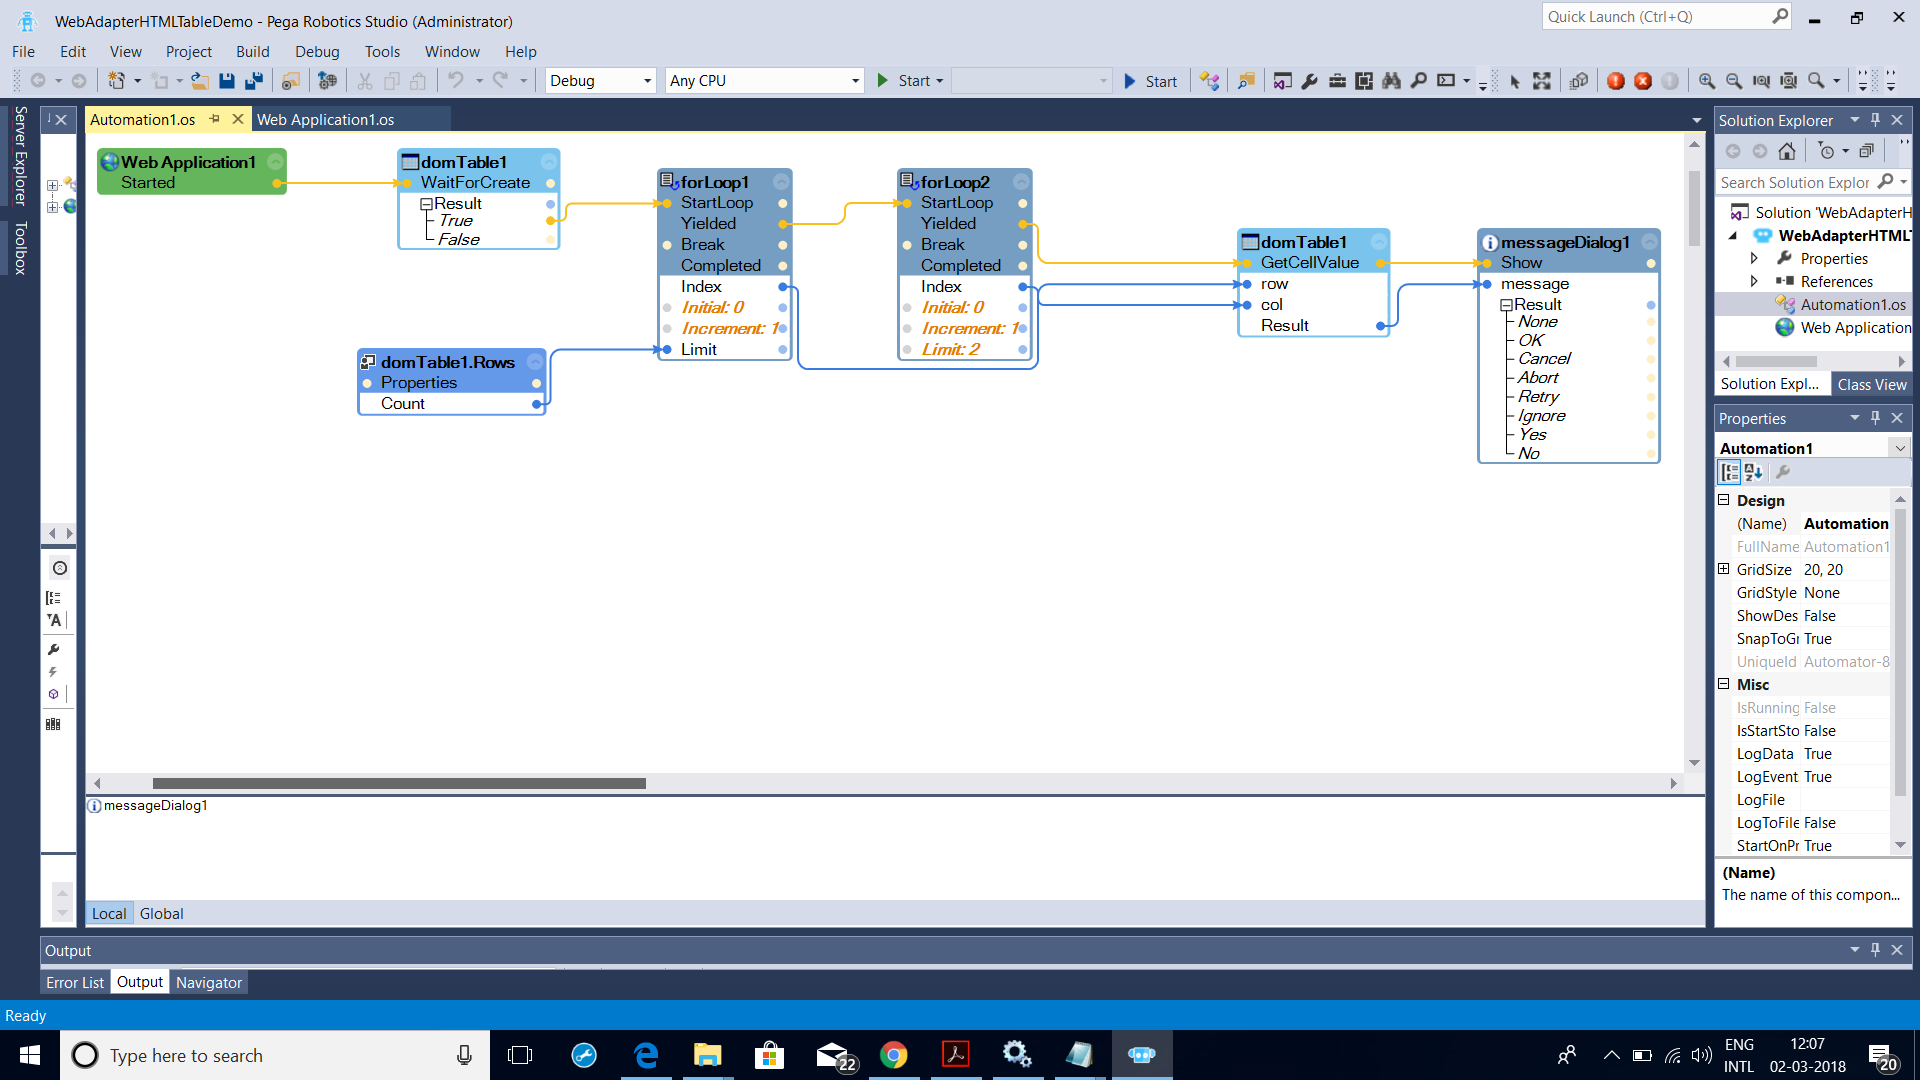 WebAdapterHTMLTableDemo - Pega Robotics Studio (Administrator)
Quick Launch (Ctrl+Q)
File Edit View Project Build Debug Tools Window Help
Debug Any CPU Start Start
Server Explorer
Toolbox
Automation1.os Web Application1.os
Web Application1
Started
domTable1
WaitForCreate
Result
True
False
domTable1.Rows
Properties
Count
forLoop1
StartLoop
Yielded
Break
Completed
Index
Initial: 0
Increment: 1
Limit
forLoop2
StartLoop
Yielded
Break
Completed
Index
Initial: 0
Increment: 1
Limit: 2
domTable1
GetCellValue
row
col
Result
messageDialog1
Show
message
Result
None
OK
Cancel
Abort
Retry
Ignore
Yes
No
messageDialog1
Local Global
Solution Explorer
Search Solution Explor
Solution 'WebAdapterH
WebAdapterHTML
Properties
References
Automation1.os
Web Application
Solution Expl... Class View
Properties
Automation1
Design
(Name) Automation
FullName Automation1
GridSize 20, 20
GridStyle None
ShowDes False
SnapToGr True
UniqueId Automator-8
Misc
IsRunning False
IsStartSto False
LogData True
LogEvent True
LogFile
LogToFile False
StartOnPr True
(Name)
The name of this compon...
Output
Error List Output Navigator
Ready
Type here to search
22
ENG
INTL
12:07
02-03-2018
20